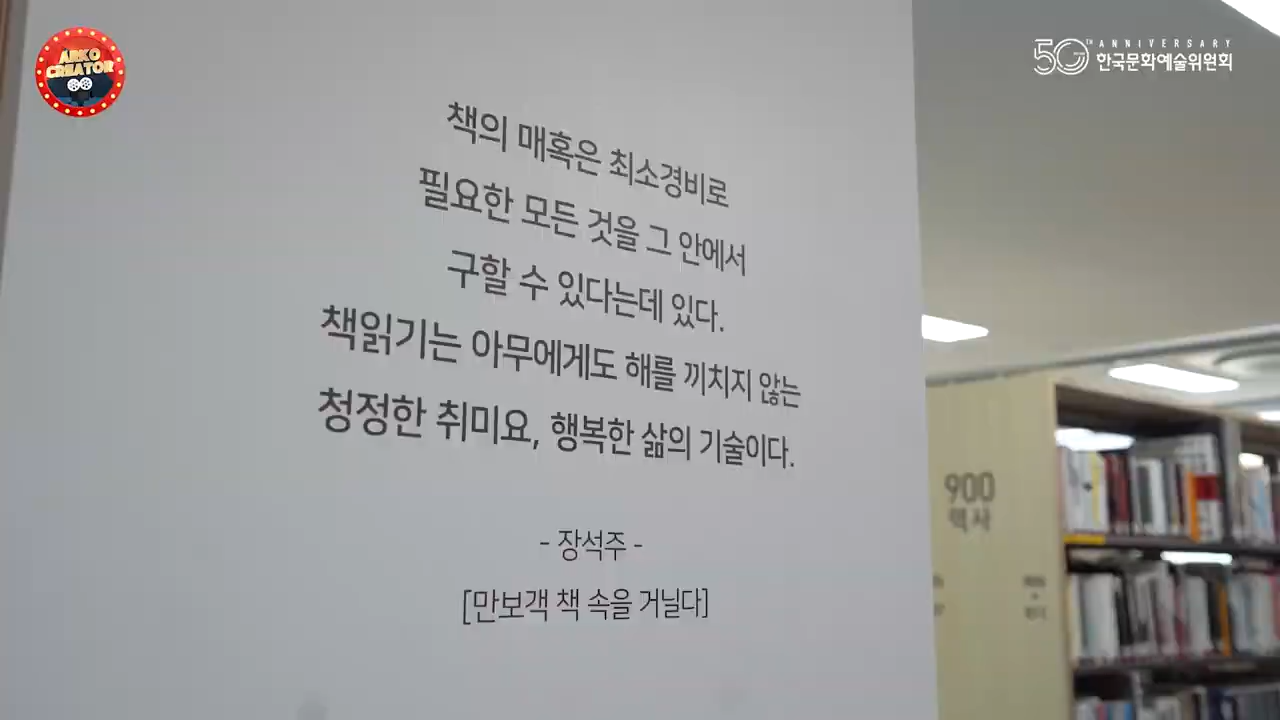 ARKO
CREATOR
50TH ANNIVERSARY
한국문화예술위원회
책의 매혹은 최소경비로
필요한 모든 것을 그 안에서
구할 수 있다는데 있다.
책읽기는 아무에게도 해를 끼치지 않는
청정한 취미요, 행복한 삶의 기술이다.
- 장석주 -
[만보객 책 속을 거닐다]
900
역사